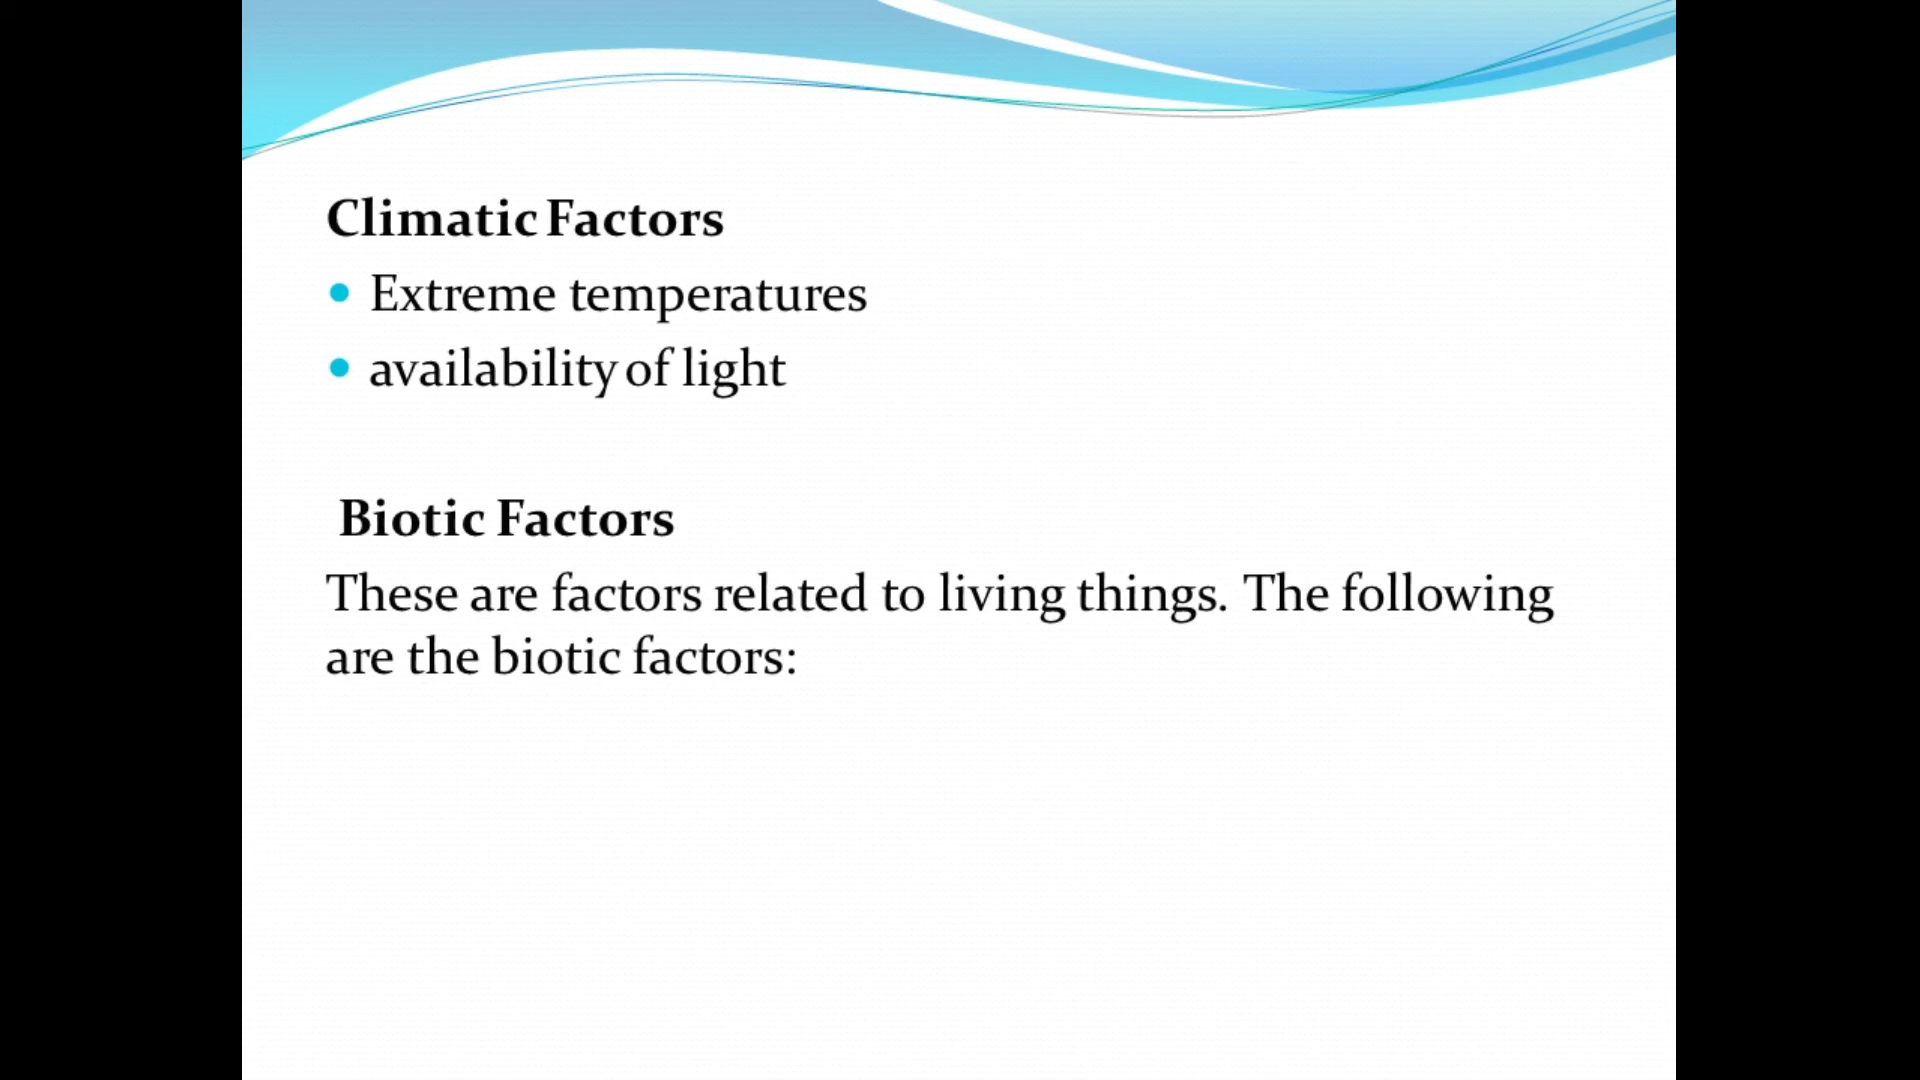 Climatic Factors
• Extreme temperatures
• availability of light
Biotic Factors
These are factors related to living things. The following
are the biotic factors: